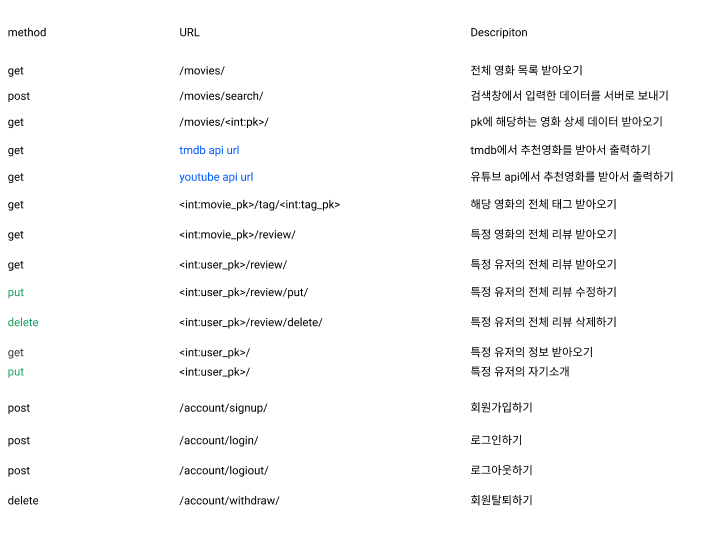 method URL Descripiton
get /movies/ 전체 영화 목록 받아오기
post /movies/search/ 검색창에서 입력한 데이터를 서버로 보내기
get /movies/<int:pk>/ pk에 해당하는 영화 상세 데이터 받아오기
get tmdb api url tmdb에서 추천영화를 받아서 출력하기
get youtube api url 유튜브 api에서 추천영화를 받아서 출력하기
get <int:movie_pk>/tag/<int:tag_pk> 해당 영화의 전체 태그 받아오기
get <int:movie_pk>/review/ 특정 영화의 전체 리뷰 받아오기
get <int:user_pk>/review/ 특정 유저의 전체 리뷰 받아오기
put <int:user_pk>/review/put/ 특정 유저의 전체 리뷰 수정하기
delete <int:user_pk>/review/delete/ 특정 유저의 전체 리뷰 삭제하기
get <int:user_pk>/ 특정 유저의 정보 받아오기
put <int:user_pk>/ 특정 유저의 자기소개
post /account/signup/ 회원가입하기
post /account/login/ 로그인하기
post /account/logiout/ 로그아웃하기
delete /account/withdraw/ 회원탈퇴하기